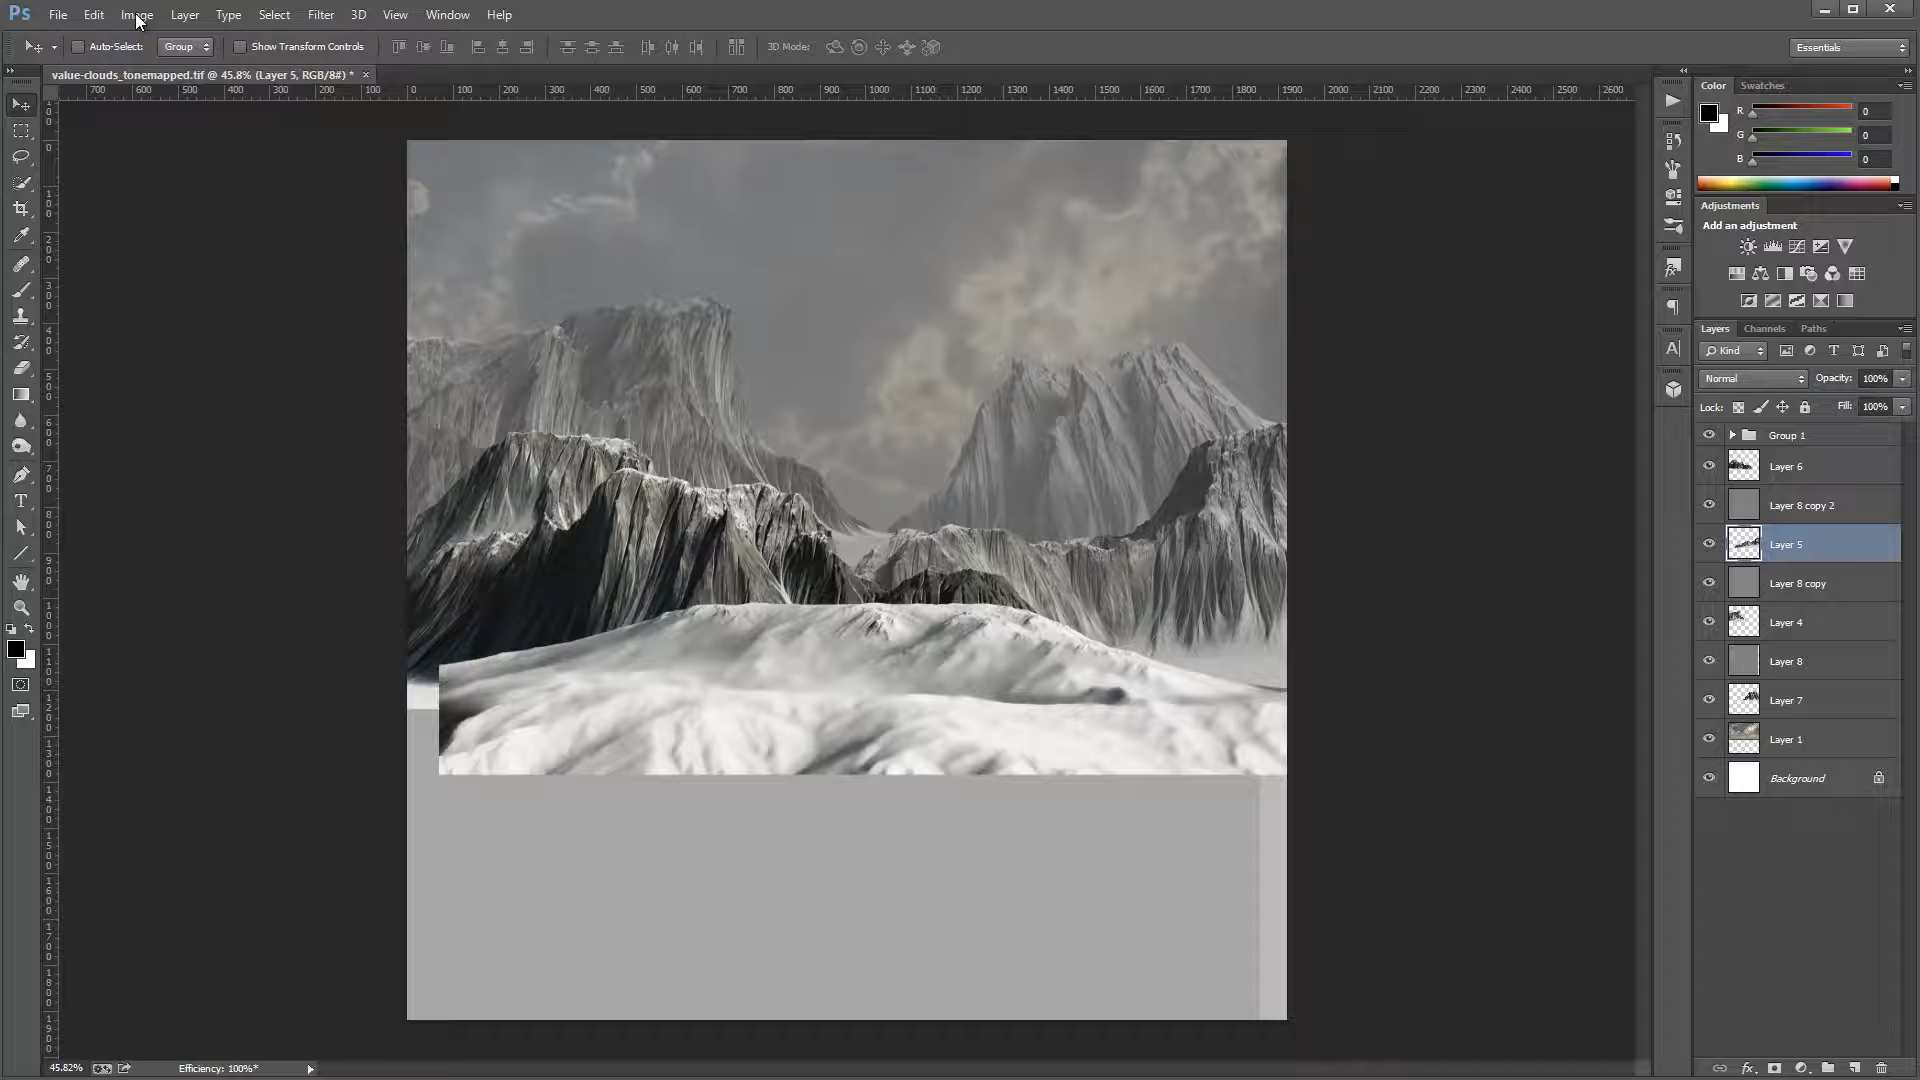 Ps File Edit Image Layer Type Select Filter 3D View Window Help
Auto-Select: Group Show Transform Controls 3D Mode: Essentials
value-clouds_tonemapped.tif @ 45.8% (Layer 5, RGB/8#) * ×
700 600 500 400 300 200 100 0 100 200 300 400 500 600 700 800 900 1000 1100 1200 1300 1400 1500 1600 1700 1800 1900 2000 2100 2200 2300 2400 2500 2600
Color Swatches
R 0
G 0
B 0
Adjustments
Add an adjustment
Layers Channels Paths
Kind
Normal Opacity: 100%
Lock: Fill: 100%
Group 1
Layer 6
Layer 8 copy 2
Layer 5
Layer 8 copy
Layer 4
Layer 8
Layer 7
Layer 1
Background
45.82% Efficiency: 100%*